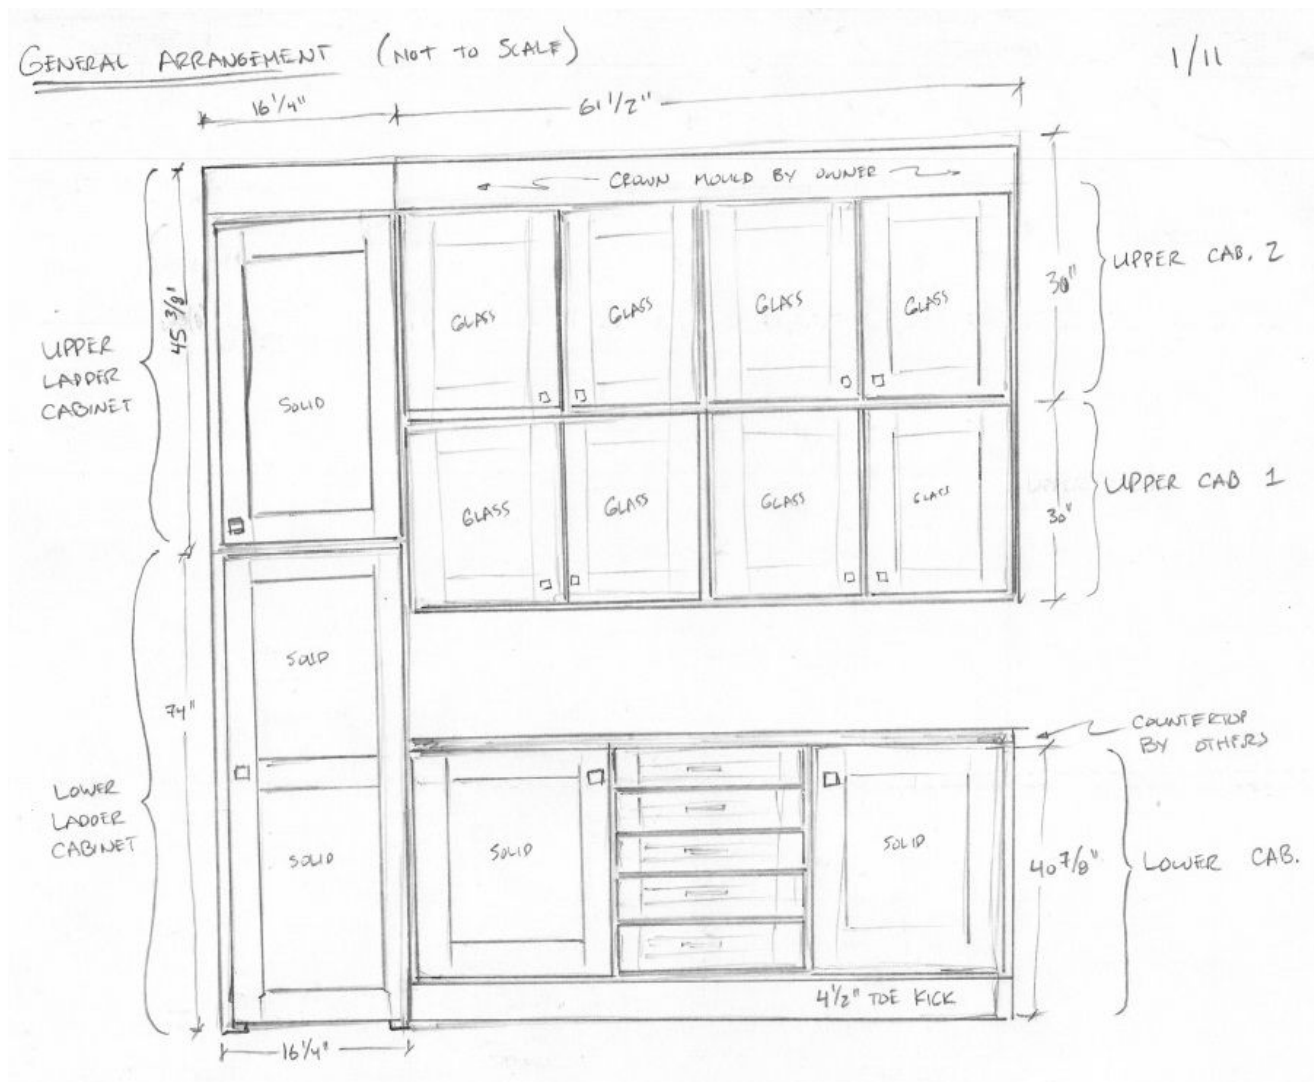 GENERAL ARRANGEMENT (NOT TO SCALE)
1/11
16 1/4"
61 1/2"
CROWN MOULD BY OWNER
45 3/8"
30"
UPPER CAB. 2
GLASS
GLASS
GLASS
GLASS
UPPER
LADDER
CABINET
SOLID
30"
UPPER CAB 1
GLASS
GLASS
GLASS
GLASS
SOLID
74"
COUNTERTOP
BY OTHERS
LOWER
LADDER
CABINET
SOLID
SOLID
SOLID
40 7/8"
LOWER CAB.
4 1/2" TOE KICK
16 1/4"